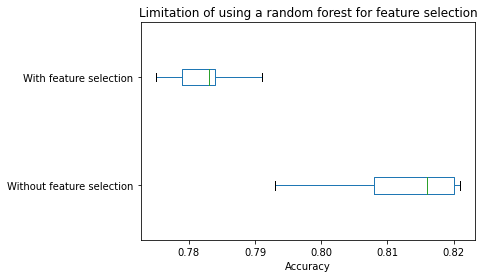 Limitation of using a random forest for feature selection
With feature selection
Without feature selection
0.78 0.79 0.80 0.81 0.82
Accuracy